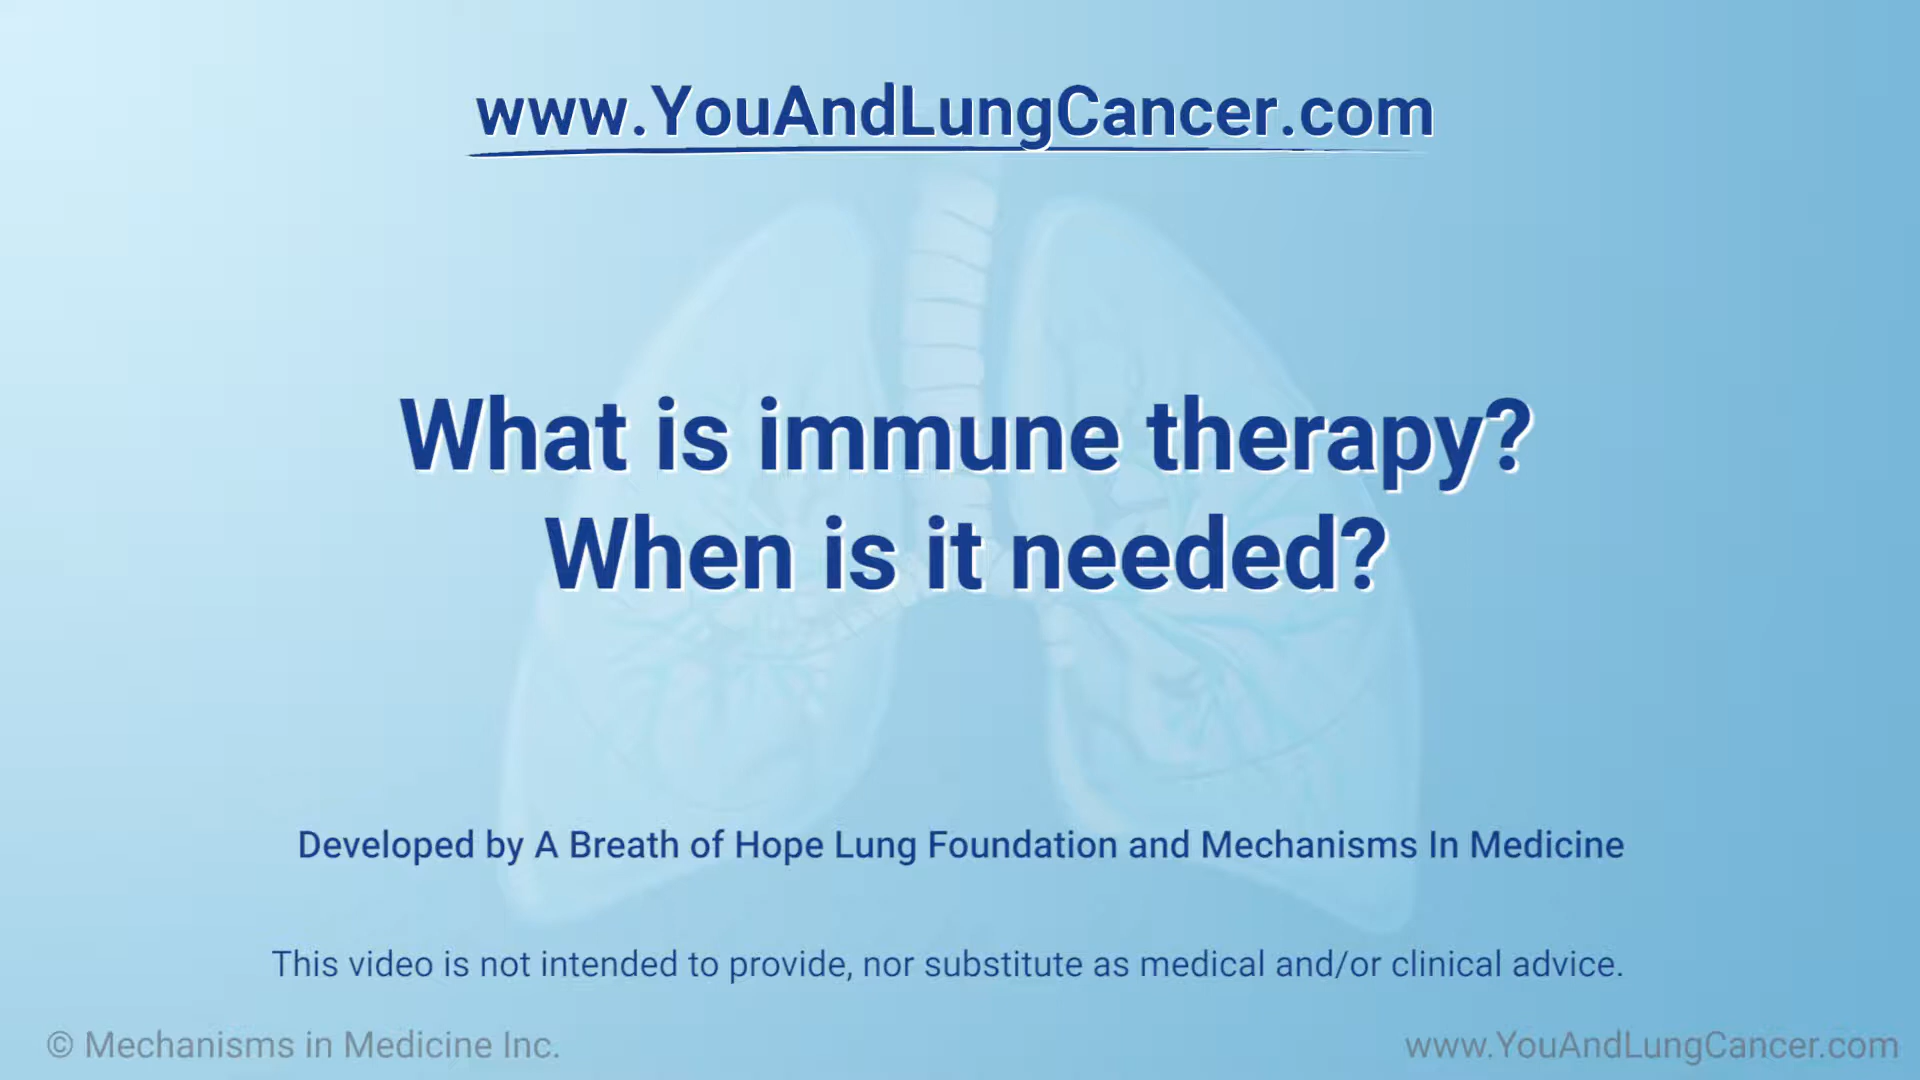 www.YouAndLungCancer.com
What is immune therapy?
When is it needed?
Developed by A Breath of Hope Lung Foundation and Mechanisms In Medicine
This video is not intended to provide, nor substitute as medical and/or clinical advice.
© Mechanisms in Medicine Inc.
www.YouAndLungCancer.com